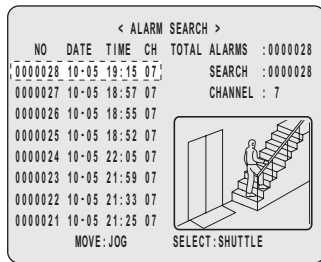 < ALARM SEARCH >
NO DATE TIME CH TOTAL ALARMS :0000028
0000028 10-05 19:15 07 SEARCH :0000028
0000027 10-05 18:57 07 CHANNEL : 7
0000026 10-05 18:55 07
0000025 10-05 18:52 07
0000024 10-05 22:05 07
0000023 10-05 21:59 07
0000022 10-05 21:33 07
0000021 10-05 21:25 07
MOVE:JOG SELECT:SHUTTLE